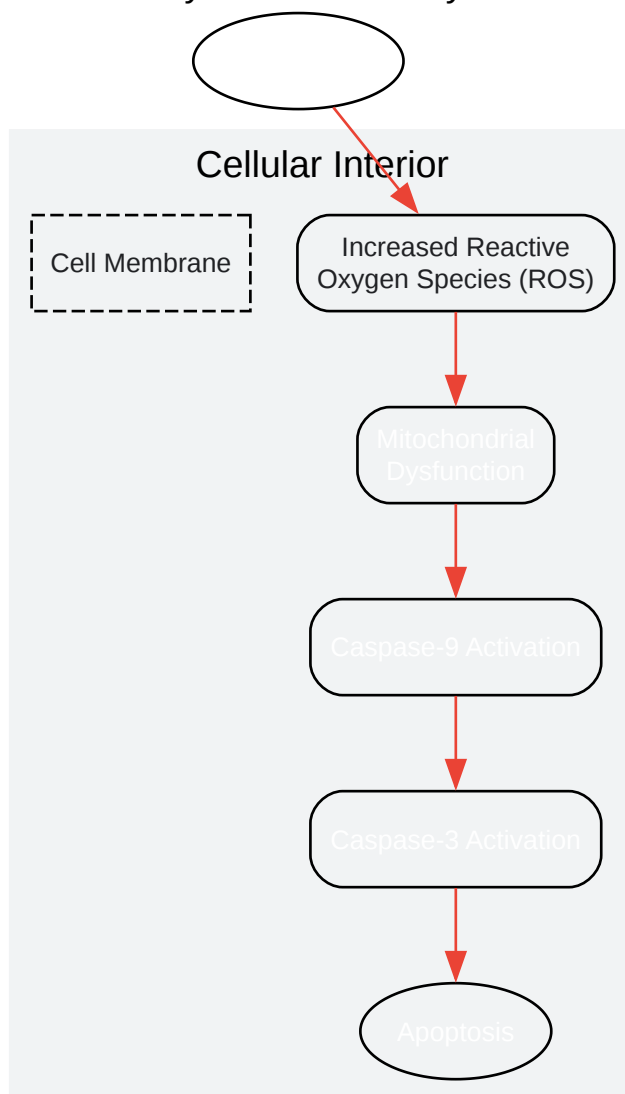 Cellular Interior
Cell Membrane
Increased Reactive
Oxygen Species (ROS)
Mitochondrial
Dysfunction
Caspase-9 Activation
Caspase-3 Activation
Apoptosis